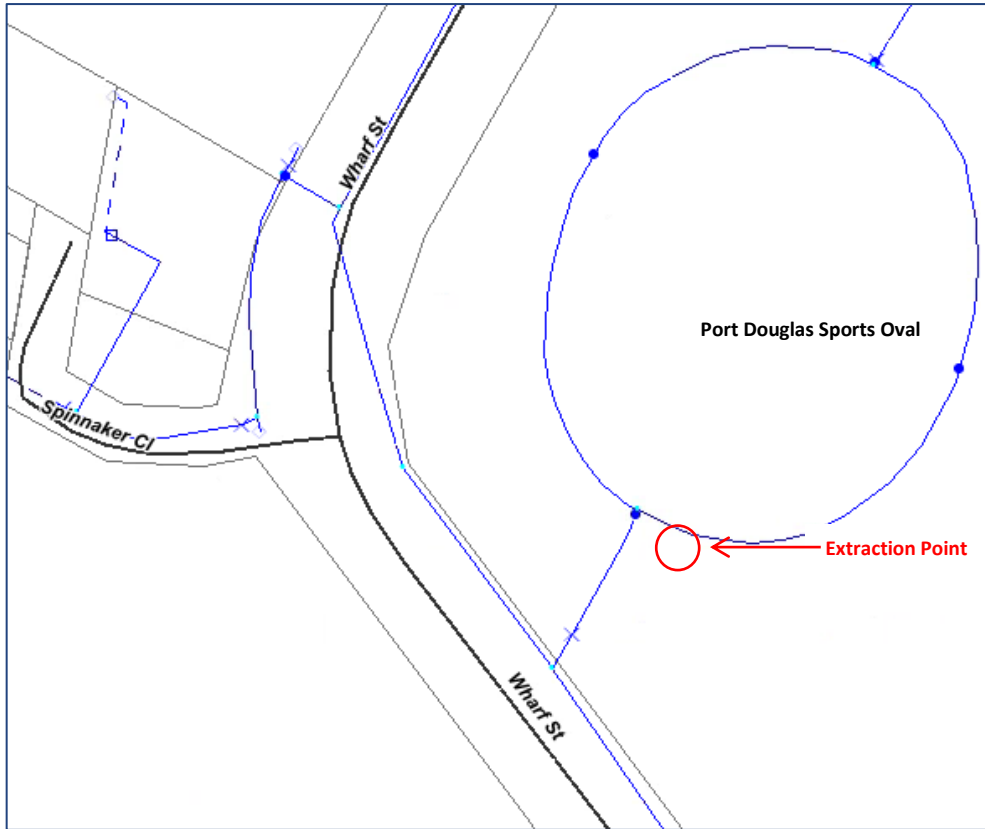 Wharf St
Port Douglas Sports Oval
Spinnaker Cl
Extraction Point
Wharf St